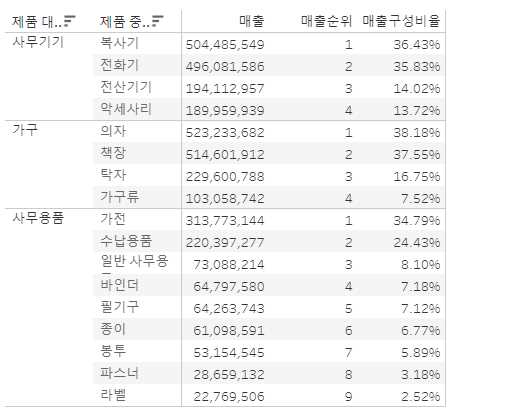 제품 대.. 제품 중.. 매출 매출순위 매출구성비율
사무기기 복사기 504,485,549 1 36.43%
전화기 496,081,586 2 35.83%
전산기기 194,112,957 3 14.02%
악세사리 189,959,939 4 13.72%
가구 의자 523,233,682 1 38.18%
책장 514,601,912 2 37.55%
탁자 229,600,788 3 16.75%
가구류 103,058,742 4 7.52%
사무용품 가전 313,773,144 1 34.79%
수납용품 220,397,277 2 24.43%
일반 사무용 73,088,214 3 8.10%
바인더 64,797,580 4 7.18%
필기구 64,263,743 5 7.12%
종이 61,098,591 6 6.77%
봉투 53,154,545 7 5.89%
파스너 28,659,132 8 3.18%
라벨 22,769,506 9 2.52%